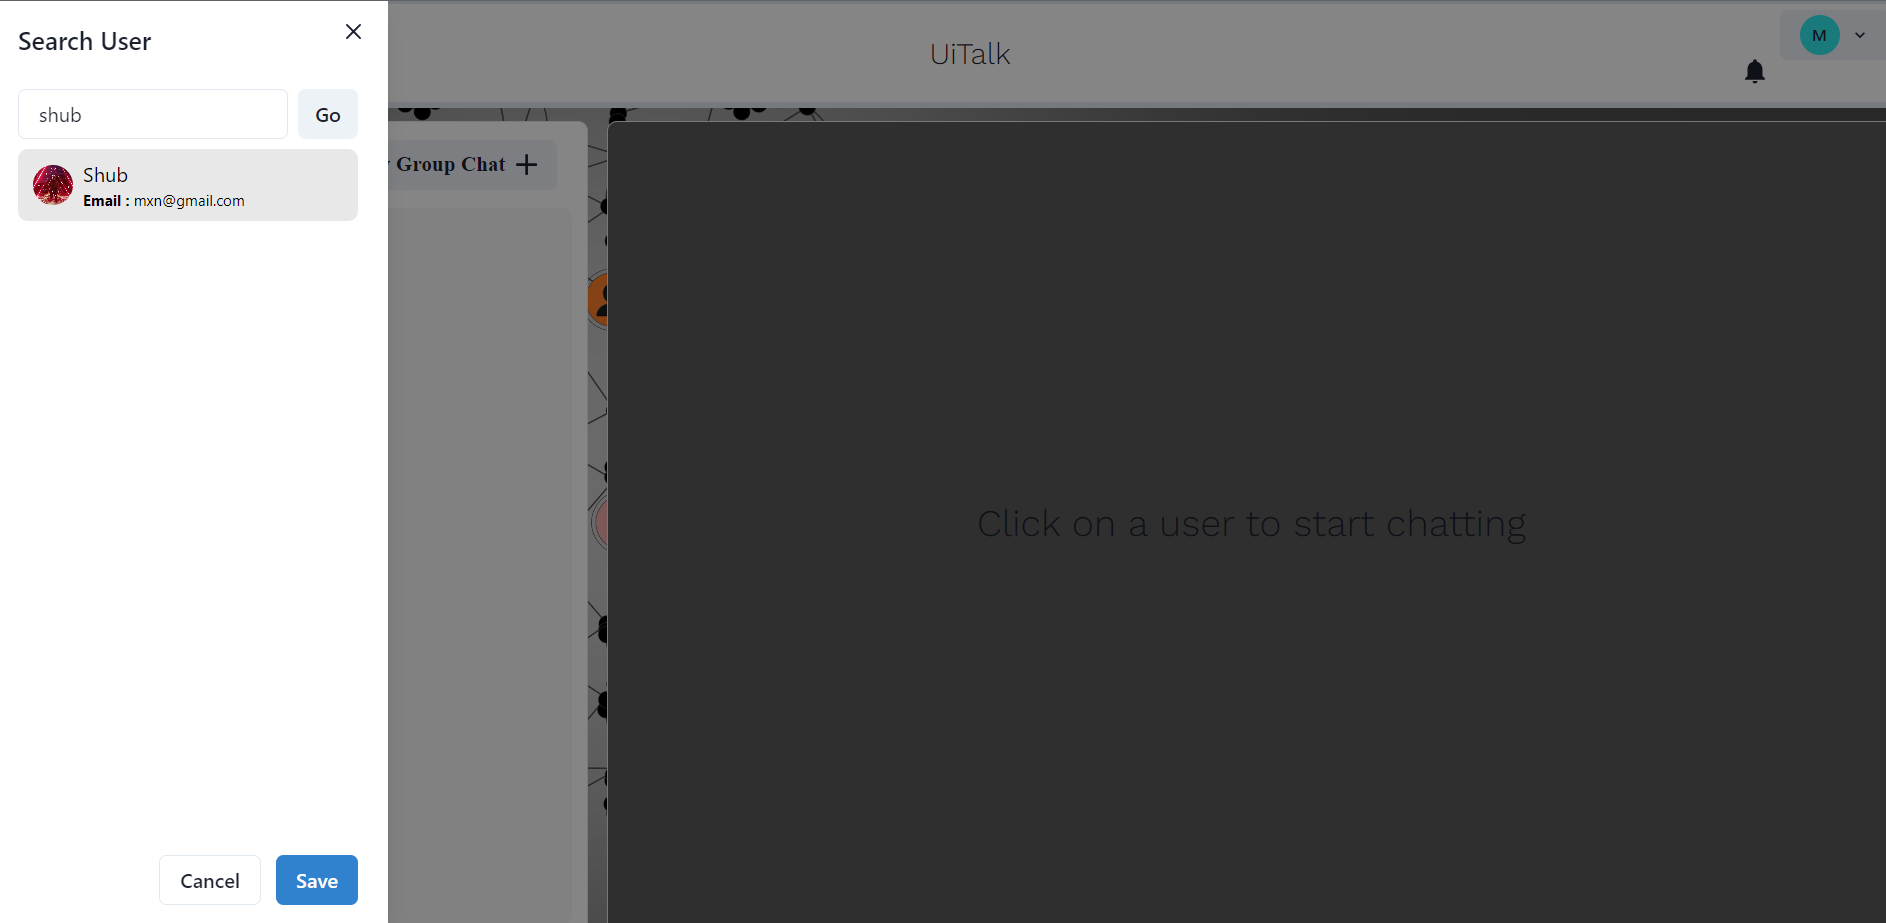 Search User
shub
Go
Shub
Email : mxn@gmail.com
Cancel
Save
UiTalk
M
Group Chat
Click on a user to start chatting